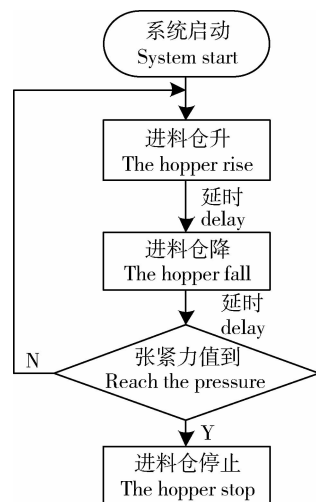 系统启动
System start
进料仓升
The hopper rise
延时
delay
进料仓降
The hopper fall
延时
delay
张紧力值到
Reach the pressure
N
Y
进料仓停止
The hopper stop